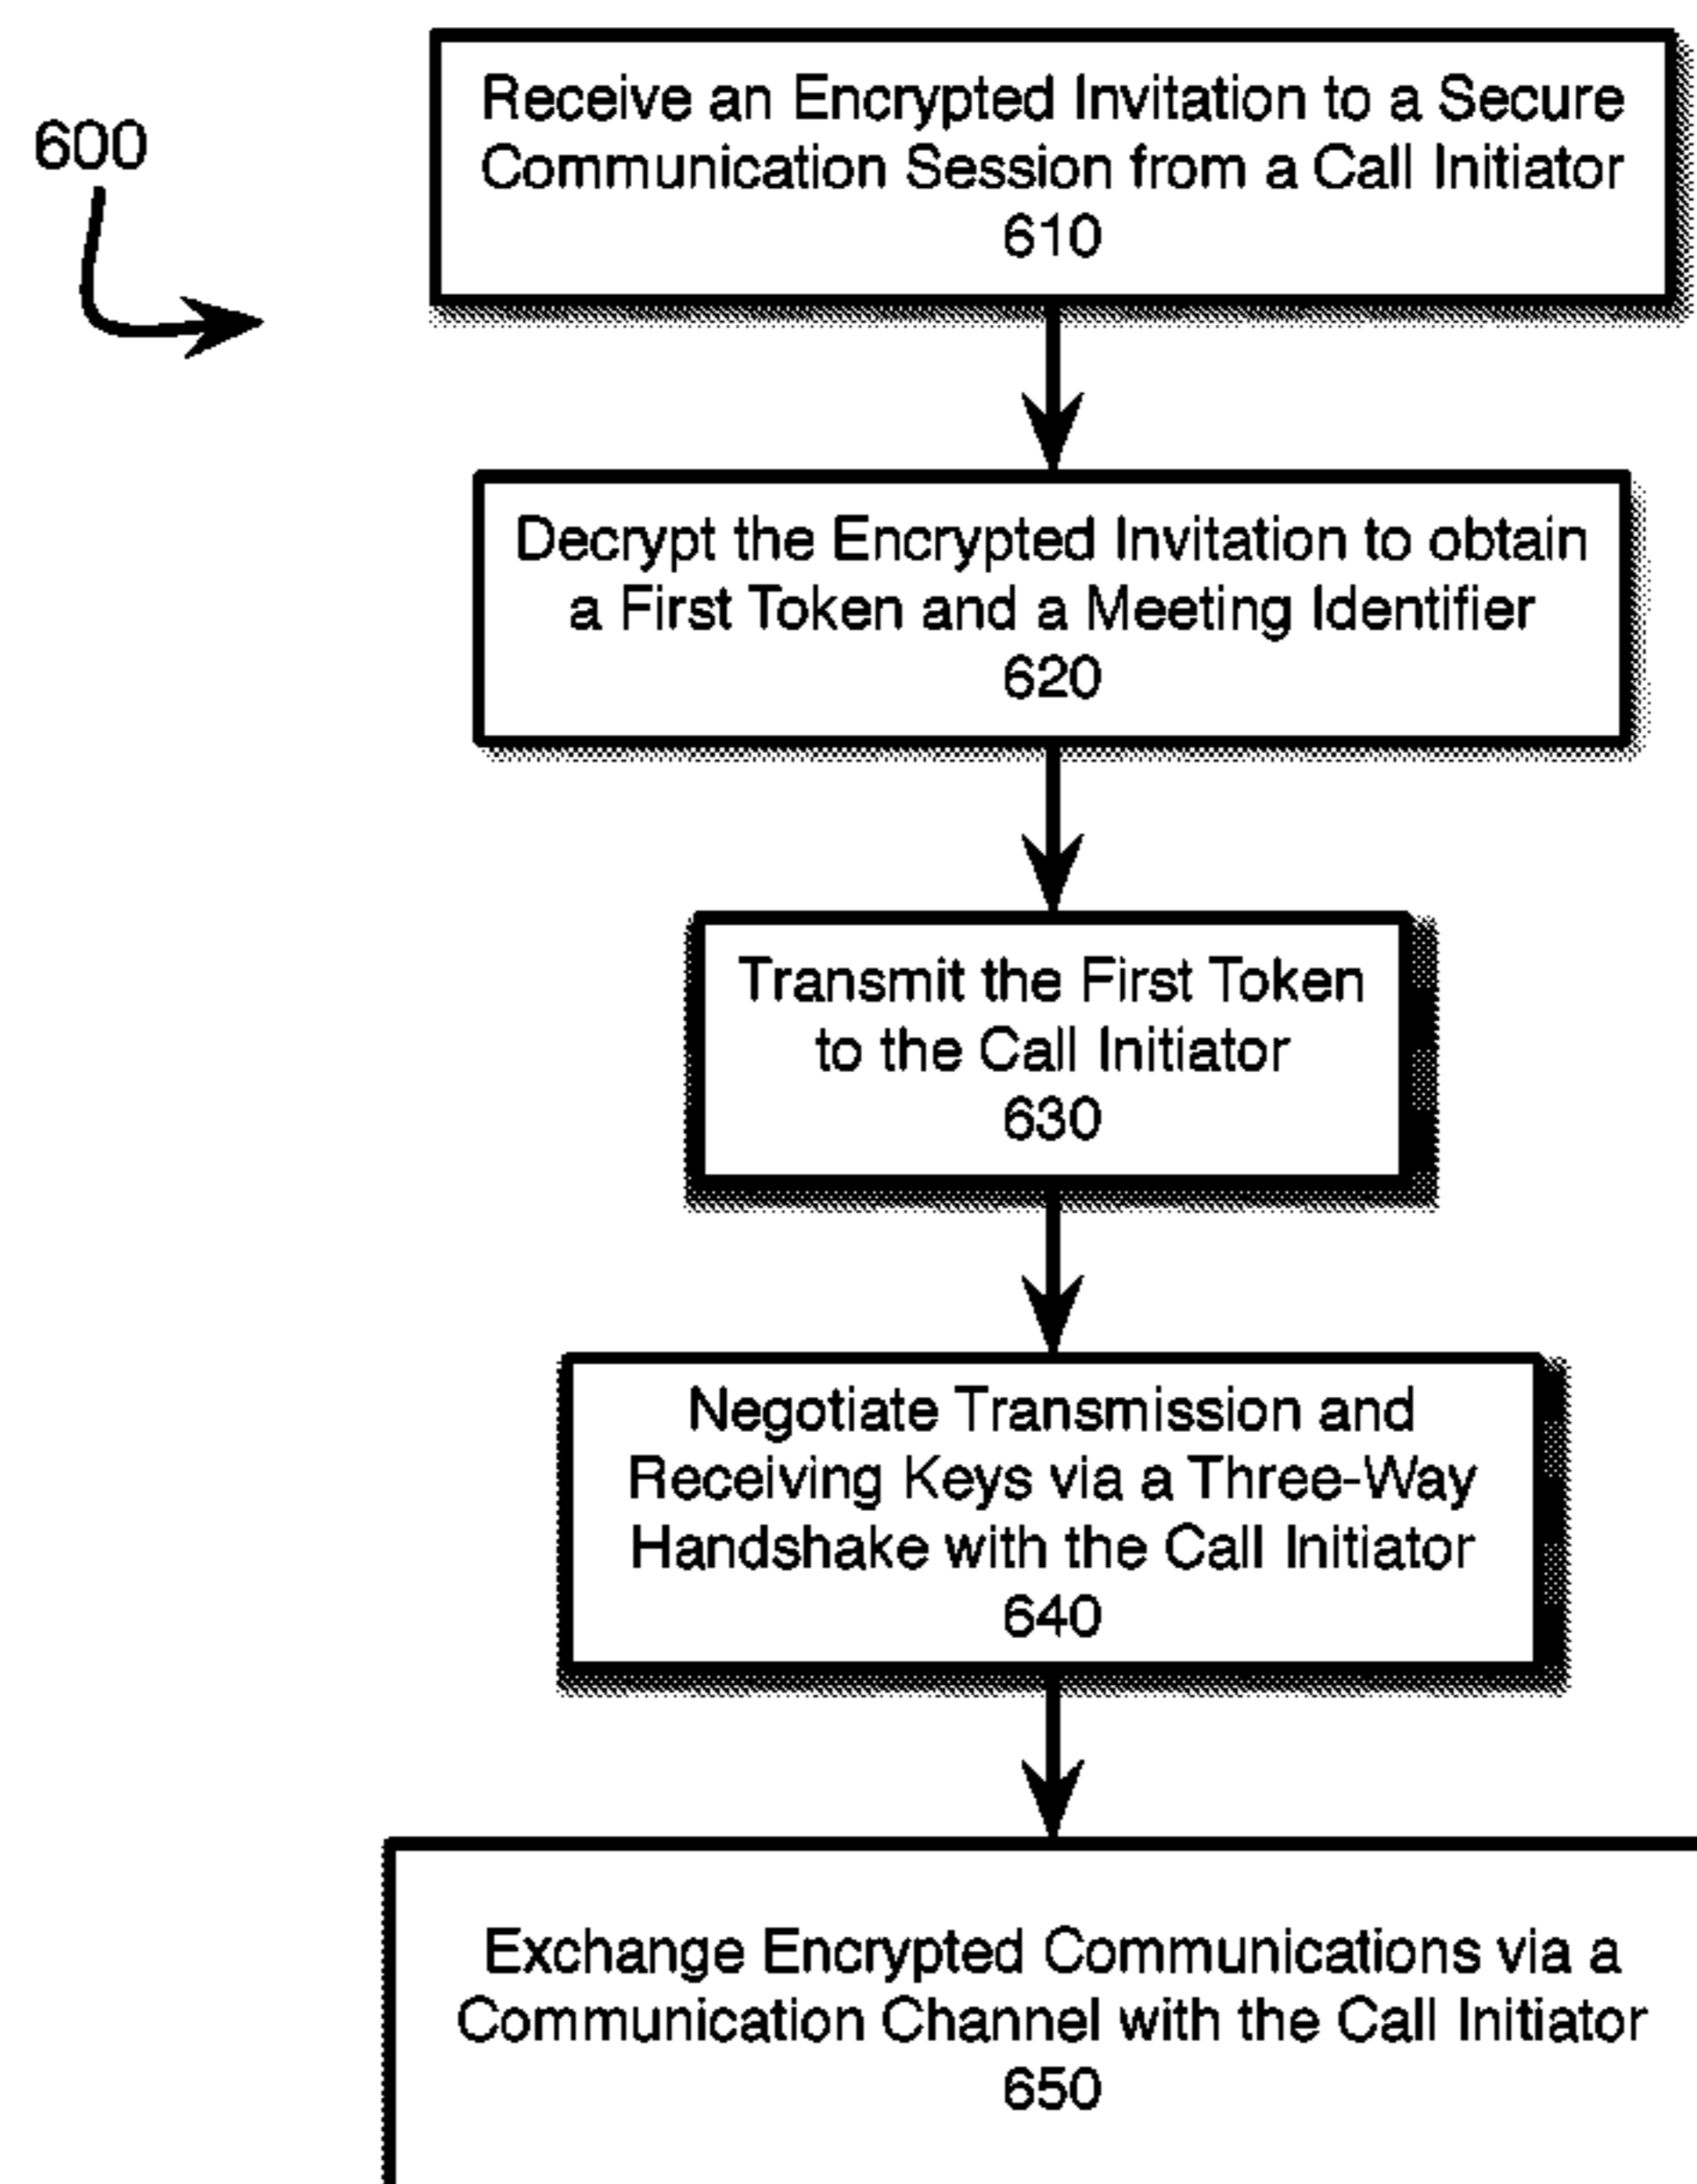 600
Receive an Encrypted Invitation to a Secure
Communication Session from a Call Initiator
610
Decrypt the Encrypted Invitation to obtain
a First Token and a Meeting Identifier
620
Transmit the First Token
to the Call Initiator
630
Negotiate Transmission and
Receiving Keys via a Three-Way
Handshake with the Call Initiator
640
Exchange Encrypted Communications via a
Communication Channel with the Call Initiator
650